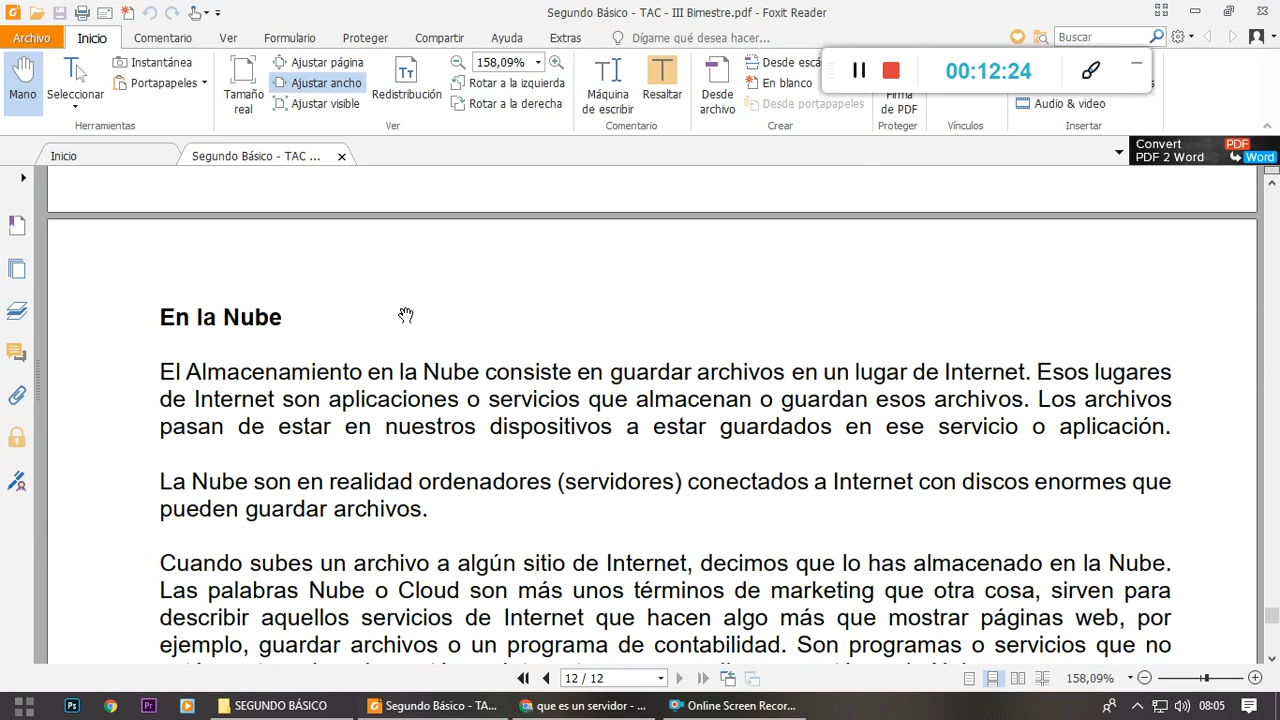 Segundo Básico - TAC - III Bimestre.pdf - Foxit Reader
Archivo Inicio Comentario Ver Formulario Proteger Compartir Ayuda Extras Dígame qué desea hacer... Buscar
Mano
Seleccionar
Instantánea
Portapapeles
Herramientas
Tamaño real
Ajustar página
Ajustar ancho
Ajustar visible
Redistribución
158,09%
Rotar a la izquierda
Rotar a la derecha
Ver
Máquina de escribir
Resaltar
Comentario
Desde archivo
Desde escá
En blanco
Desde portapapeles
Crear
Firma de PDF
Proteger
Vínculos
Audio & video
Insertar
00:12:24
Inicio
Segundo Básico - TAC ...
Convert
PDF 2 Word
PDF
Word
En la Nube
El Almacenamiento en la Nube consiste en guardar archivos en un lugar de Internet. Esos lugares
de Internet son aplicaciones o servicios que almacenan o guardan esos archivos. Los archivos
pasan de estar en nuestros dispositivos a estar guardados en ese servicio o aplicación.
La Nube son en realidad ordenadores (servidores) conectados a Internet con discos enormes que
pueden guardar archivos.
Cuando subes un archivo a algún sitio de Internet, decimos que lo has almacenado en la Nube.
Las palabras Nube o Cloud son más unos términos de marketing que otra cosa, sirven para
describir aquellos servicios de Internet que hacen algo más que mostrar páginas web, por
ejemplo, guardar archivos o un programa de contabilidad. Son programas o servicios que no
12 / 12
158,09%
Ps
Pr
SEGUNDO BÁSICO
Segundo Básico - TA...
que es un servidor - ...
Online Screen Recor...
08:05